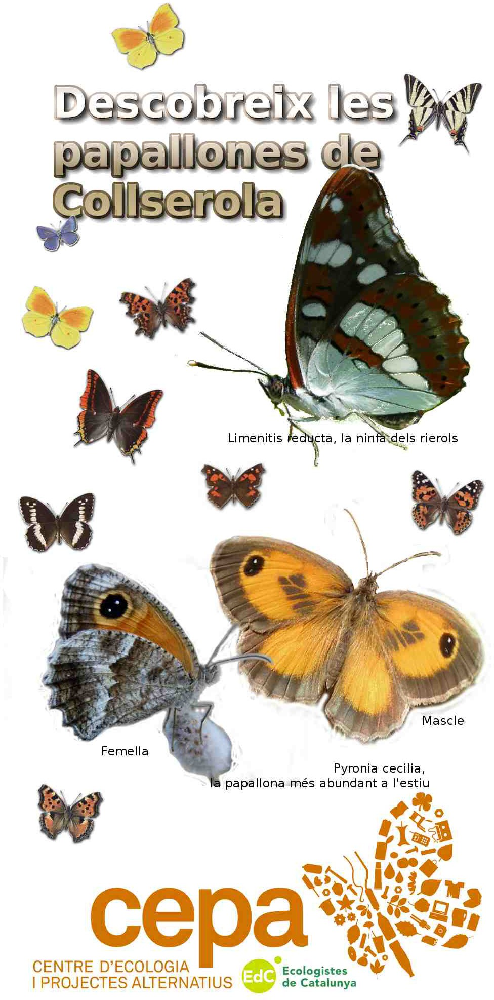 Descobreix les
papallones de
Collserola
Limenitis reducta, la ninfa dels rierols
Mascle
Femella
Pyronia cecilia,
la papallona més abundant a l'estiu
cepa
CENTRE D'ECOLOGIA
I PROJECTES ALTERNATIUS
EdC
Ecologistes
de Catalunya